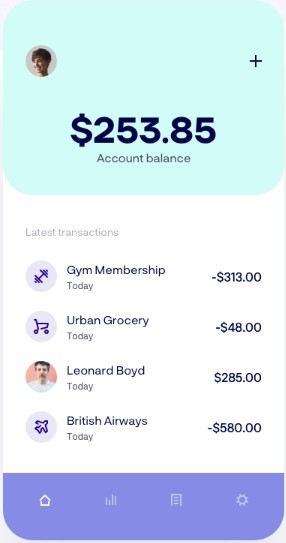 $253.85
Account balance
Latest transactions
Gym Membership
Today
-$313.00
Urban Grocery
Today
-$48.00
Leonard Boyd
Today
$285.00
British Airways
Today
-$580.00